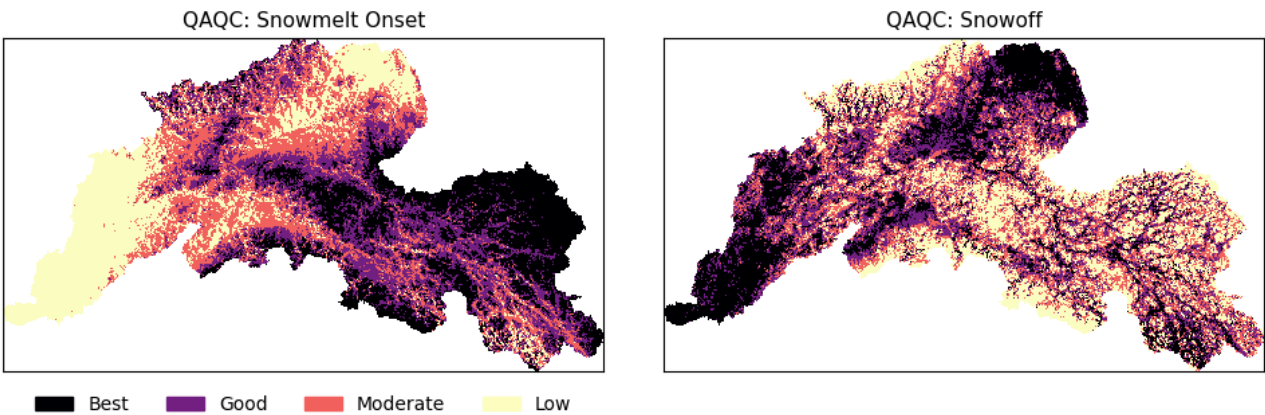 QAQC: Snowmelt Onset
QAQC: Snowoff
Best Good Moderate Low